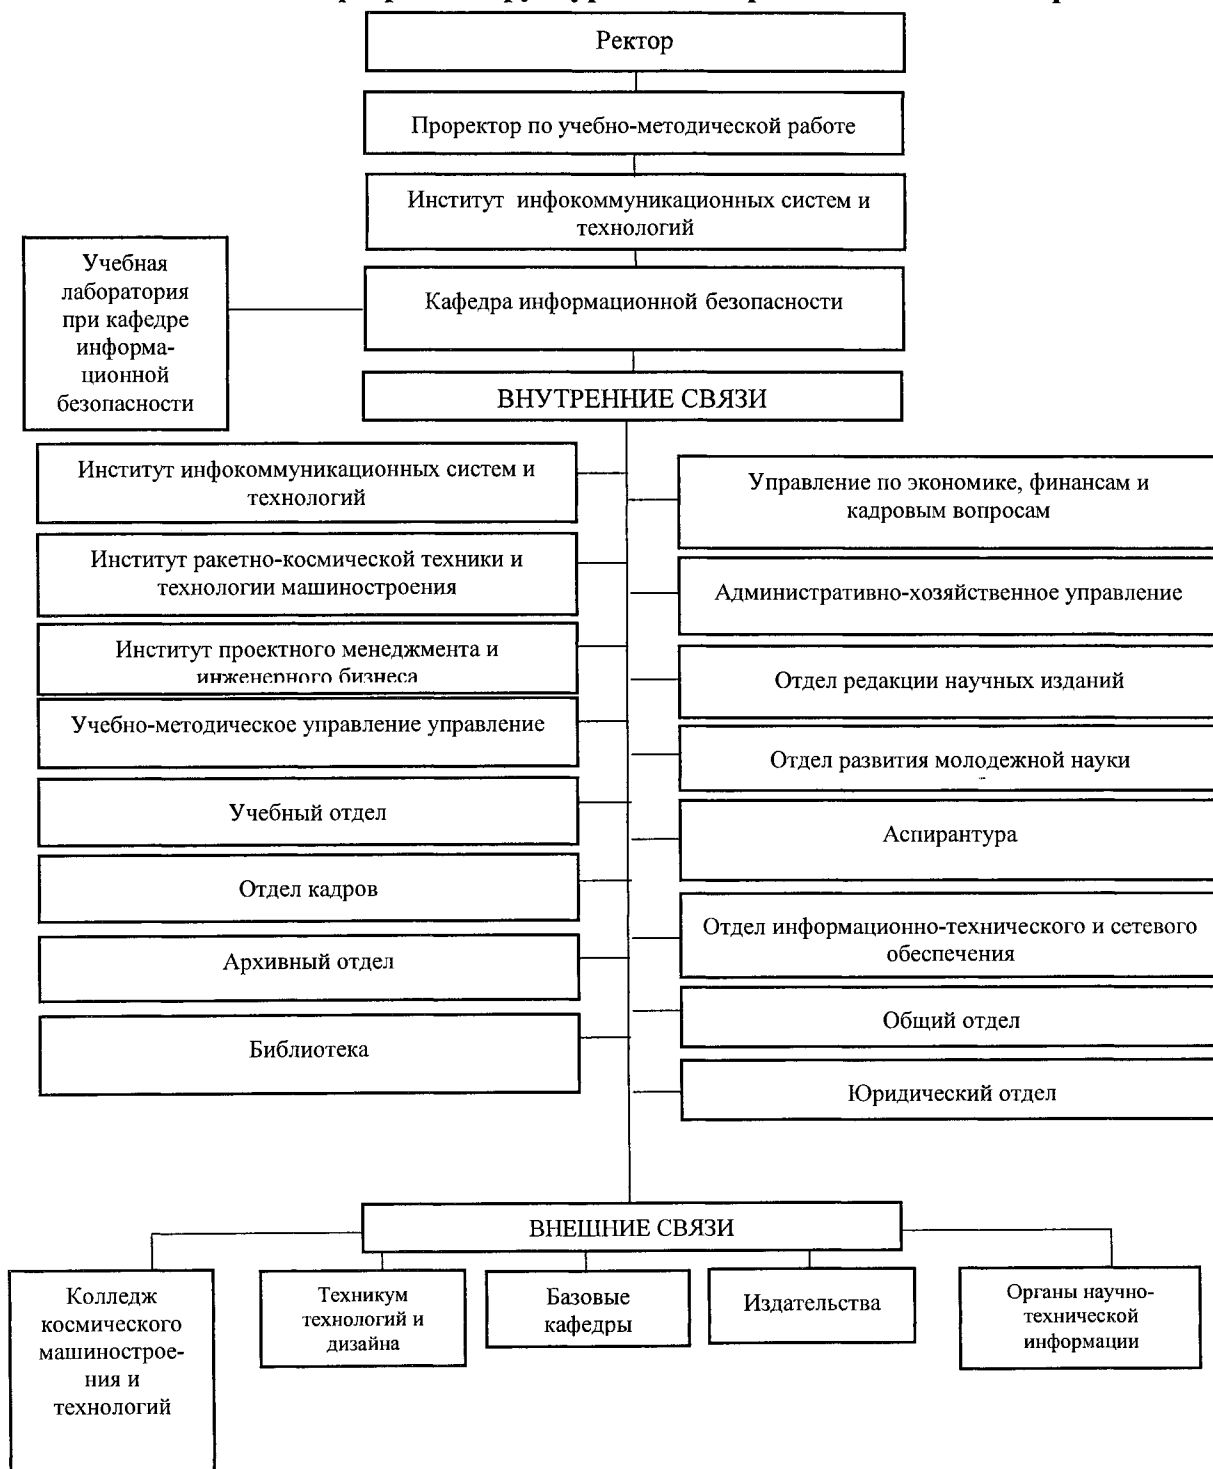 Ректор
Проректор по учебно-методической работе
Институт инфокоммуникационных систем и
технологий
Учебная
лаборатория
при кафедре
информа-
ционной
безопасности
Кафедра информационной безопасности
ВНУТРЕННИЕ СВЯЗИ
Институт инфокоммуникационных систем и
технологий
Институт ракетно-космической техники и
технологии машиностроения
Институт проектного менеджмента и
инженерного бизнеса
Учебно-методическое управление управление
Учебный отдел
Отдел кадров
Архивный отдел
Библиотека
Управление по экономике, финансам и
кадровым вопросам
Административно-хозяйственное управление
Отдел редакции научных изданий
Отдел развития молодежной науки
Аспирантура
Отдел информационно-технического и сетевого
обеспечения
Общий отдел
Юридический отдел
ВНЕШНИЕ СВЯЗИ
Колледж
космического
машинострое-
ния и
технологий
Техникум
технологий и
дизайна
Базовые
кафедры
Издательства
Органы научно-
технической
информации